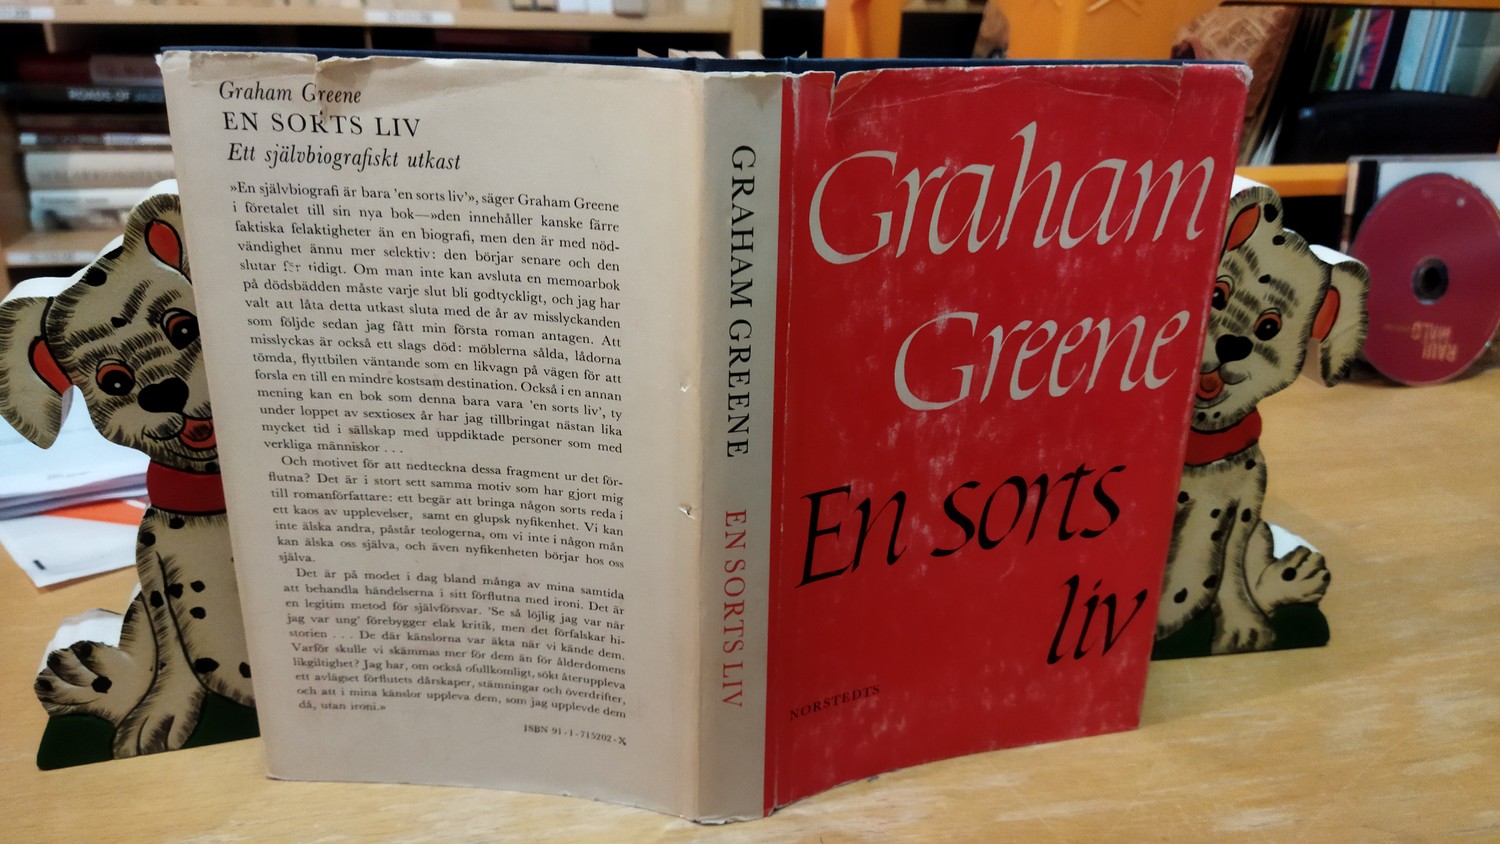 Graham Greene
EN SORTS LIV
Ett självbiografiskt utkast
»En självbiografi är bara 'en sorts liv'», säger Graham Greene
i företalet till sin nya bok—»den innehåller kanske färre
faktiska felaktigheter än en biografi, men den är med nöd-
vändighet ännu mer selektiv: den börjar senare och den
slutar för tidigt. Om man inte kan avsluta en memoarbok
på dödsbädden måste varje slut bli godtyckligt, och jag har
valt att låta detta utkast sluta med de år av misslyckanden
som följde sedan jag fått min första roman antagen. Att
misslyckas är också ett slags död: möblerna sålda, lådorna
tömda, flyttbilen väntande som en likvagn på vägen för att
forsla en till en mindre kostsam destination. Också i en annan
mening kan en bok som denna bara vara 'en sorts liv', ty
under loppet av sextiosex år har jag tillbringat nästan lika
mycket tid i sällskap med uppdiktade personer som med
verkliga människor . . .
Och motivet för att nedteckna dessa fragment ur det för-
flutna? Det är i stort sett samma motiv som har gjort mig
till romanförfattare: ett begär att bringa någon sorts reda i
ett kaos av upplevelser, samt en glupsk nyfikenhet. Vi kan
inte älska andra, påstår teologerna, om vi inte i någon mån
kan älska oss själva, och även nyfikenheten börjar hos oss
själva.
Det är på modet i dag bland många av mina samtida
att behandla händelserna i sitt förflutna med ironi. Det är
en legitim metod för självförsvar. 'Se så löjlig jag var när
jag var ung' förebygger elak kritik, men det förfalskar hi-
storien . . . De där känslorna var äkta när vi kände dem.
Varför skulle vi skämmas mer för dem än för ålderdomens
likgiltighet? Jag har, om också ofullkomligt, sökt återuppleva
ett avlägset förflutets dårskaper, stämningar och överdrifter,
och att i mina känslor uppleva dem, som jag upplevde dem
då, utan ironi.»
ISBN 91-1-715202-X
GRAHAM GREENE EN SORTS LIV
Graham
Greene
En sorts
liv
NORSTEDTS
ROADS OF JAZZ
RAUL
MALO